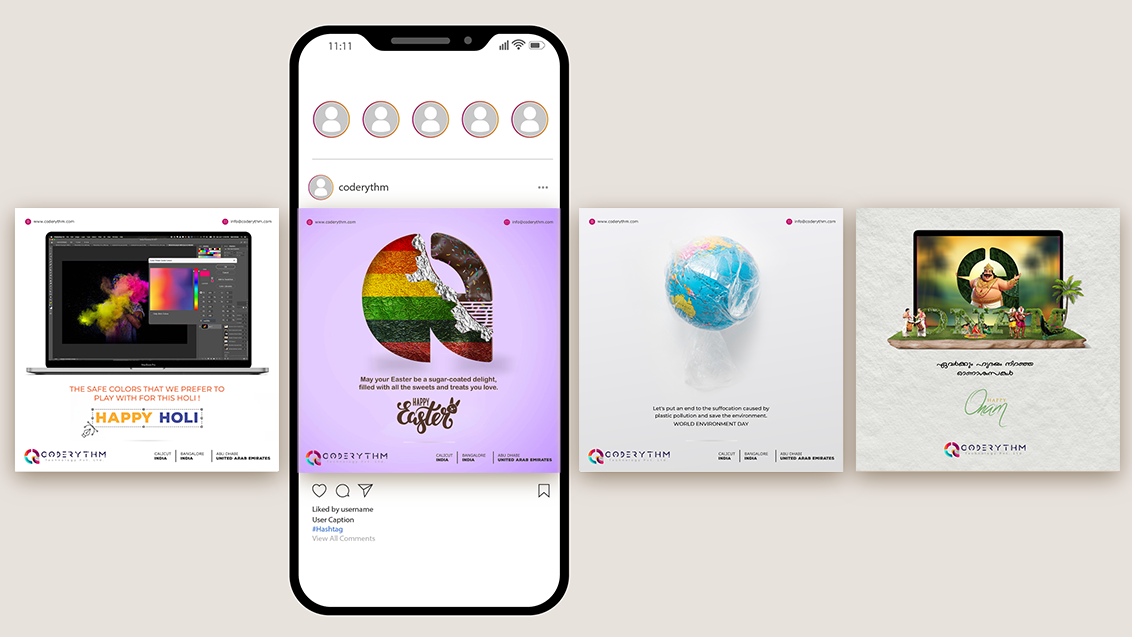 11:11
coderythm
www.coderythm.com
info@coderythm.com
THE SAFE COLORS THAT WE PREFER TO
PLAY WITH FOR THIS HOLI !
HAPPY HOLI
CODERYTHM
CALICUT
INDIA
BANGALORE
INDIA
ABU DHABI
UNITED ARAB EMIRATES
www.coderythm.com
info@coderythm.com
May your Easter be a sugar-coated delight,
filled with all the sweets and treats you love.
HAPPY
Easter
CODERYTHM
CALICUT
INDIA
BANGALORE
INDIA
ABU DHABI
UNITED ARAB EMIRATES
Liked by username
User Caption
#Hashtag
View All Comments
www.coderythm.com
info@coderythm.com
Let's put an end to the suffocation caused by
plastic pollution and save the environment.
WORLD ENVIRONMENT DAY
CODERYTHM
CALICUT
INDIA
BANGALORE
INDIA
ABU DHABI
UNITED ARAB EMIRATES
ഏവർക്കും ഹൃദയം നിറഞ്ഞ
ഓണാശംസകൾ
HAPPY
Onam
CODERYTHM